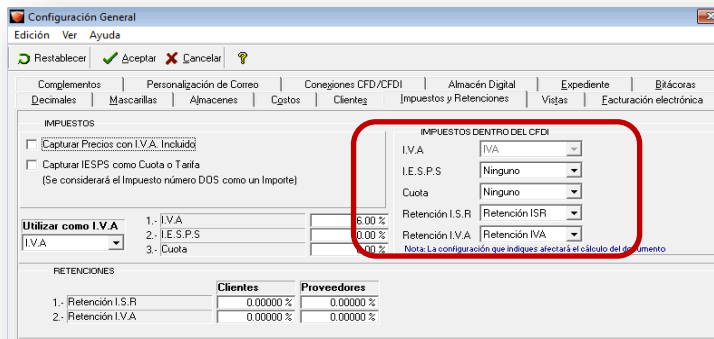 Configuración General
Edición Ver Ayuda
Restablecer Aceptar Cancelar
Complementos Personalización de Correo Conexiones CFD/CFDI Almacén Digital Expediente Bitácoras
Decimales Mascarillas Almacenes Costos Clientes Impuestos y Retenciones Vistas Facturación electrónica
IMPUESTOS
Capturar Precios con I.V.A. Incluido
Capturar IESPS como Cuota o Tarifa
(Se considerará el Impuesto número DOS como un Importe)
Utilizar como I.V.A
I.V.A
1.- I.V.A 6.00 %
2.- I.E.S.P.S 0.00 %
3.- Cuota 0.00 %
IMPUESTOS DENTRO DEL CFDI
I.V.A IVA
I.E.S.P.S Ninguno
Cuota Ninguno
Retención I.S.R Retención ISR
Retención I.V.A Retención IVA
Nota: La configuración que indiques afectará el cálculo del documento
RETENCIONES
Clientes Proveedores
1.- Retención I.S.R 0.00000 % 0.00000 %
2.- Retención I.V.A 0.00000 % 0.00000 %